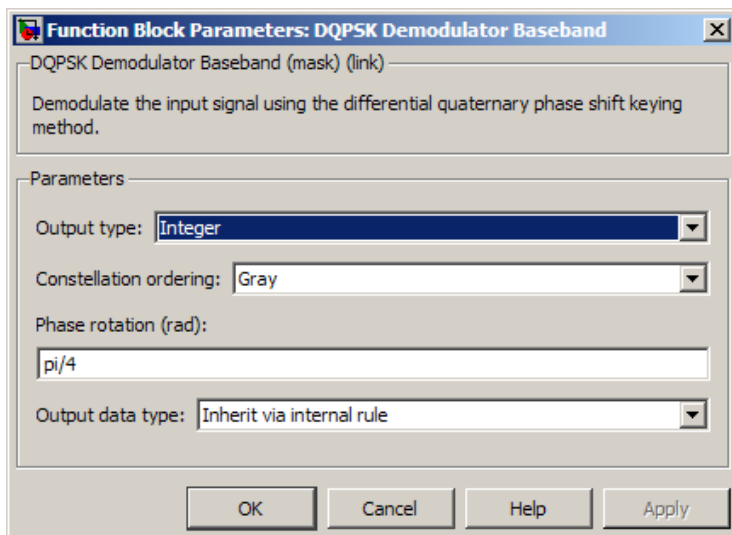 Function Block Parameters: DQPSK Demodulator Baseband
DQPSK Demodulator Baseband (mask) (link)
Demodulate the input signal using the differential quaternary phase shift keying
method.
Parameters
Output type: Integer
Constellation ordering: Gray
Phase rotation (rad):
pi/4
Output data type: Inherit via internal rule
OK Cancel Help Apply